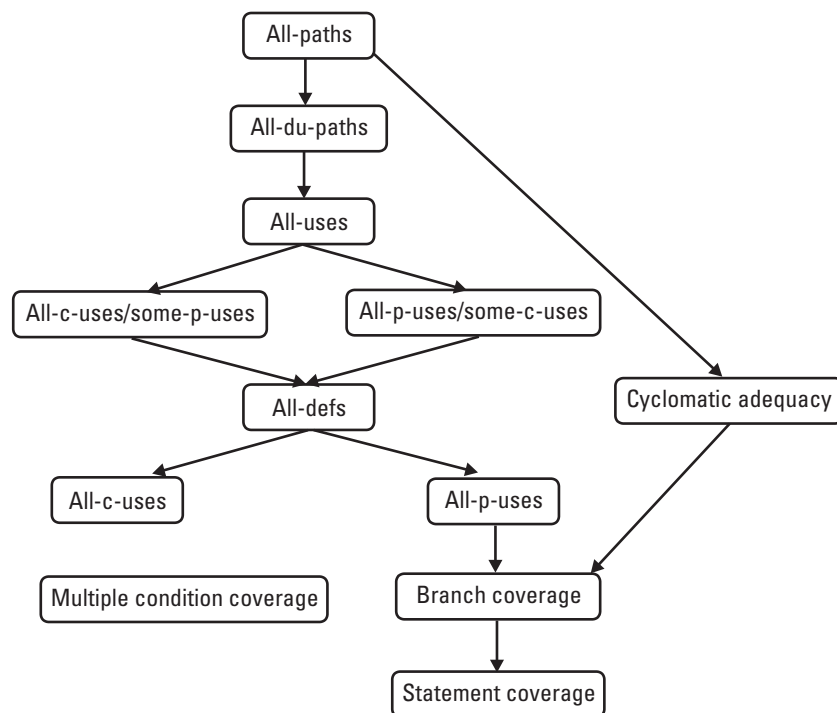 All-paths
All-du-paths
All-uses
All-c-uses/some-p-uses
All-p-uses/some-c-uses
All-defs
Cyclomatic adequacy
All-c-uses
All-p-uses
Multiple condition coverage
Branch coverage
Statement coverage